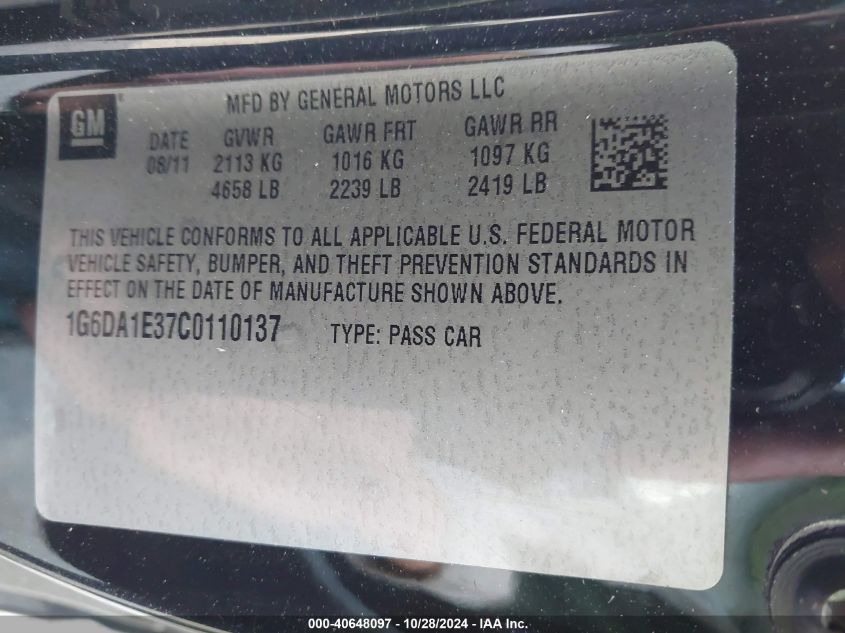 MFD BY GENERAL MOTORS LLC
GM
DATE GVWR GAWR FRT GAWR RR
08/11 2113 KG 1016 KG 1097 KG
4658 LB 2239 LB 2419 LB
THIS VEHICLE CONFORMS TO ALL APPLICABLE U.S. FEDERAL MOTOR
VEHICLE SAFETY, BUMPER, AND THEFT PREVENTION STANDARDS IN
EFFECT ON THE DATE OF MANUFACTURE SHOWN ABOVE.
1G6DA1E37C0110137 TYPE: PASS CAR
000-40648097 - 10/28/2024 - IAA Inc.